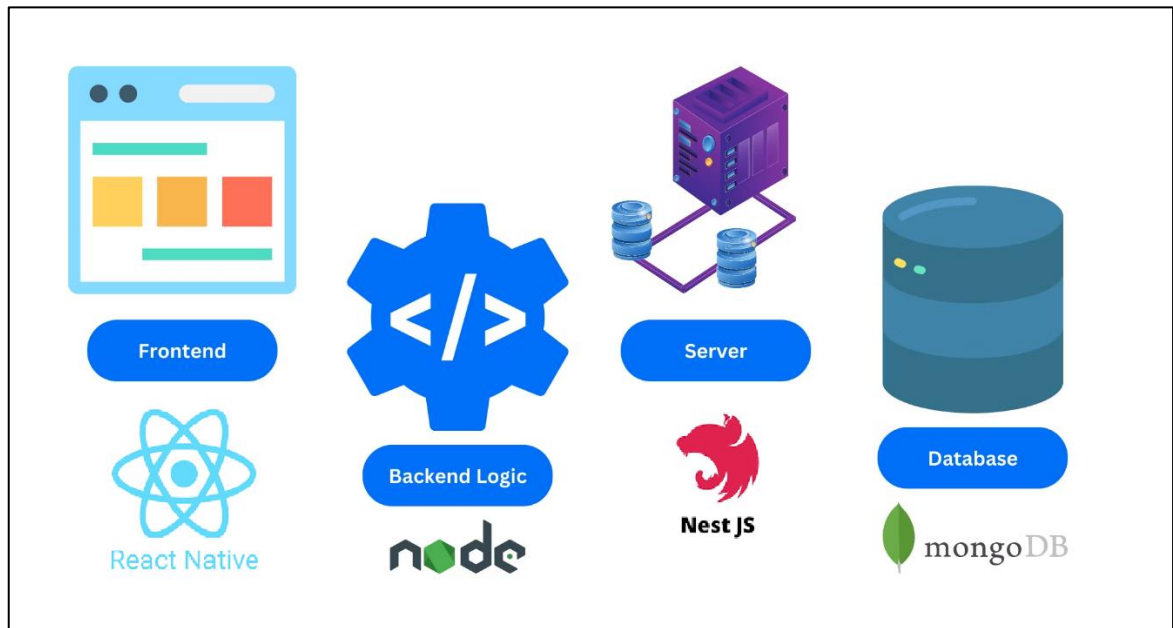 Frontend
React Native
</>
Backend Logic
node
Server
Nest JS
Database
mongoDB